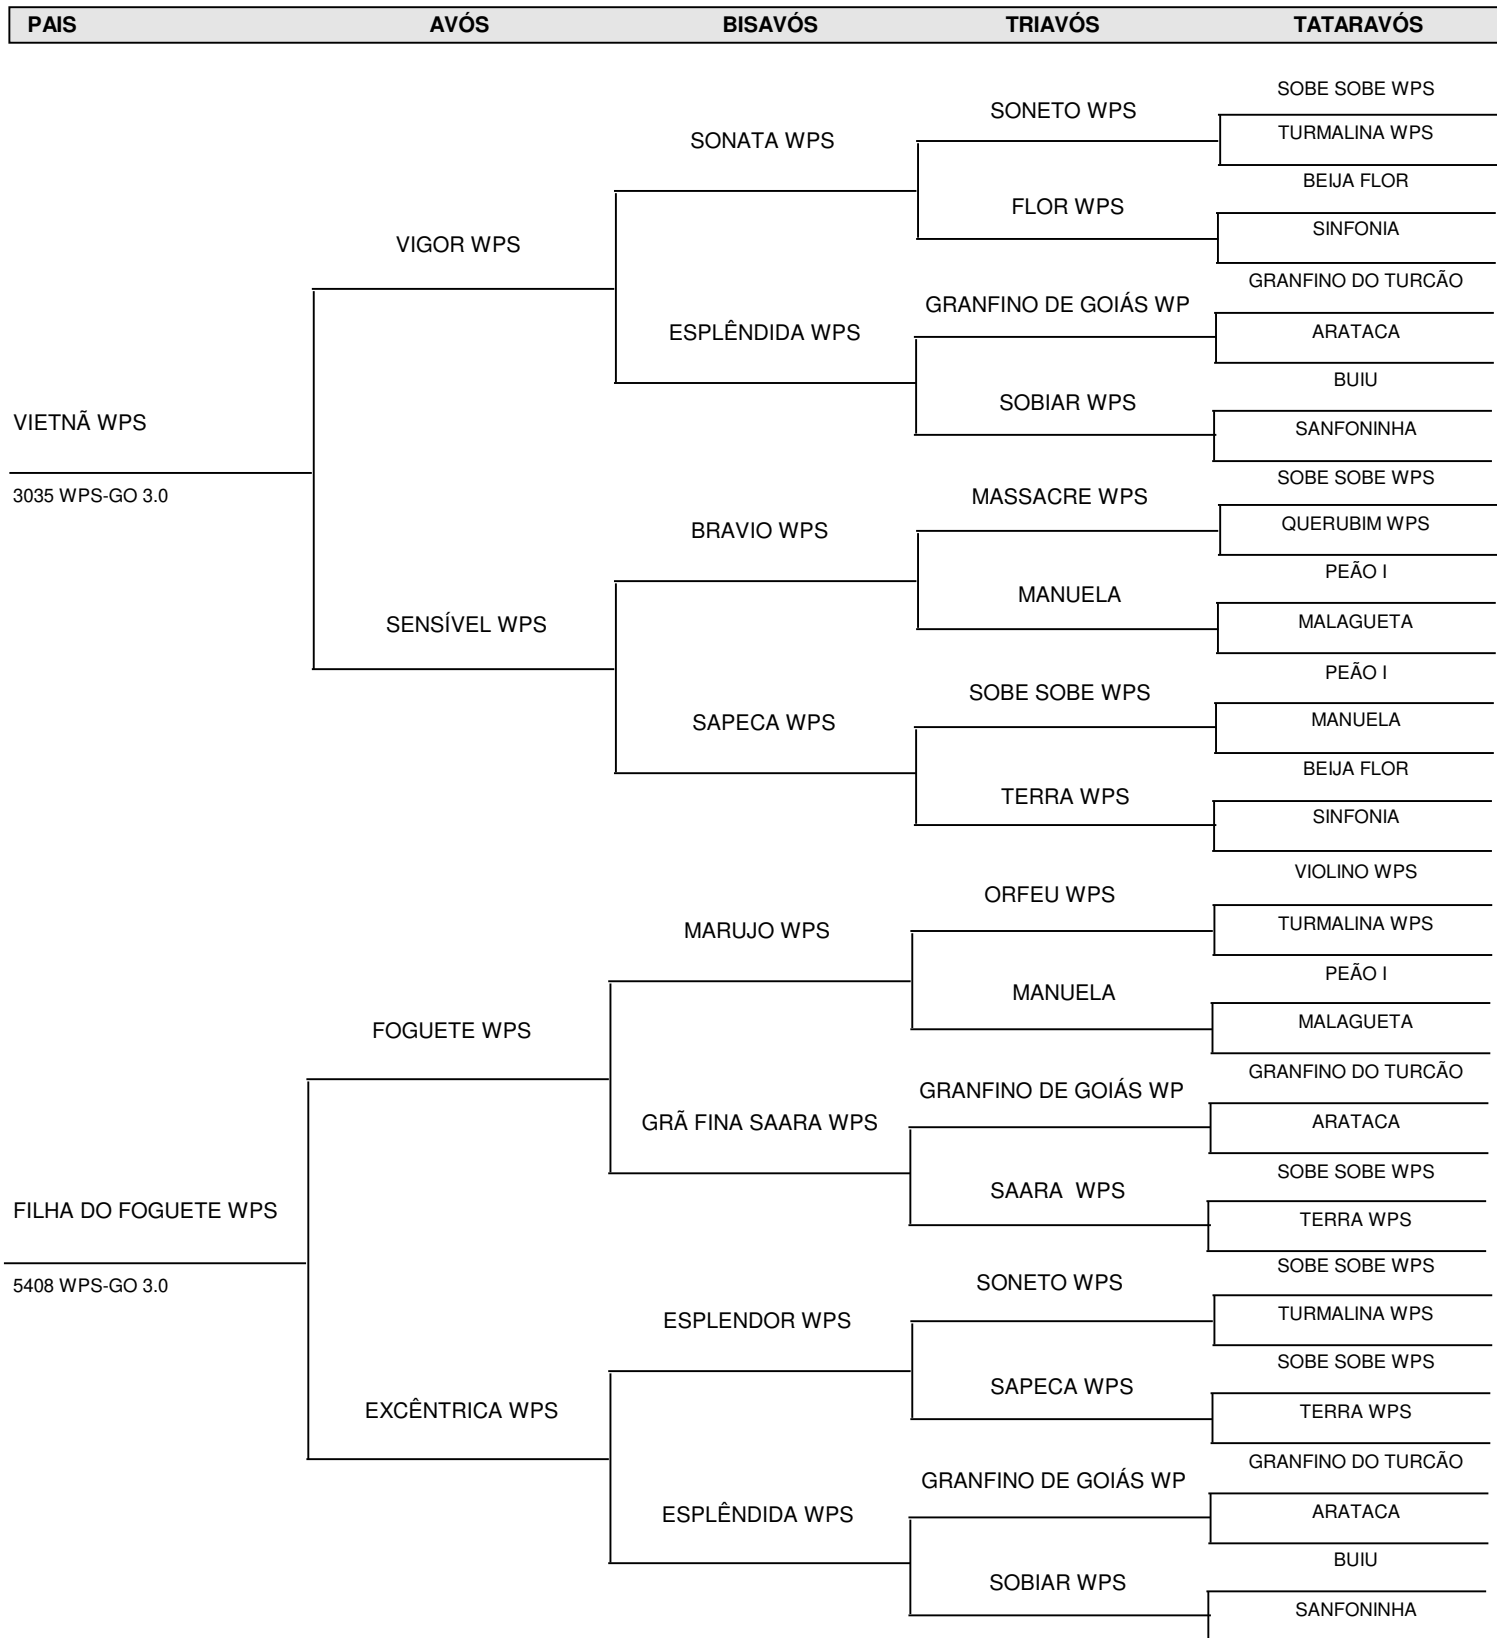 PAIS AVÓS BISAVÓS TRIAVÓS TATARAVÓS
SOBE SOBE WPS
SONETO WPS
TURMALINA WPS
SONATA WPS
BEIJA FLOR
FLOR WPS
SINFONIA
VIGOR WPS
GRANFINO DO TURCÃO
GRANFINO DE GOIÁS WP
ARATACA
ESPLÊNDIDA WPS
BUIU
SOBIAR WPS
SANFONINHA
VIETNÃ WPS
3035 WPS-GO 3.0
SOBE SOBE WPS
MASSACRE WPS
QUERUBIM WPS
BRAVIO WPS
PEÃO I
MANUELA
MALAGUETA
SENSÍVEL WPS
PEÃO I
SOBE SOBE WPS
MANUELA
SAPECA WPS
BEIJA FLOR
TERRA WPS
SINFONIA
VIOLINO WPS
ORFEU WPS
TURMALINA WPS
MARUJO WPS
PEÃO I
MANUELA
MALAGUETA
FOGUETE WPS
GRANFINO DO TURCÃO
GRANFINO DE GOIÁS WP
ARATACA
GRÃ FINA SAARA WPS
SOBE SOBE WPS
SAARA  WPS
TERRA WPS
FILHA DO FOGUETE WPS
5408 WPS-GO 3.0
SOBE SOBE WPS
SONETO WPS
TURMALINA WPS
ESPLENDOR WPS
SOBE SOBE WPS
SAPECA WPS
TERRA WPS
EXCÊNTRICA WPS
GRANFINO DO TURCÃO
GRANFINO DE GOIÁS WP
ARATACA
ESPLÊNDIDA WPS
BUIU
SOBIAR WPS
SANFONINHA